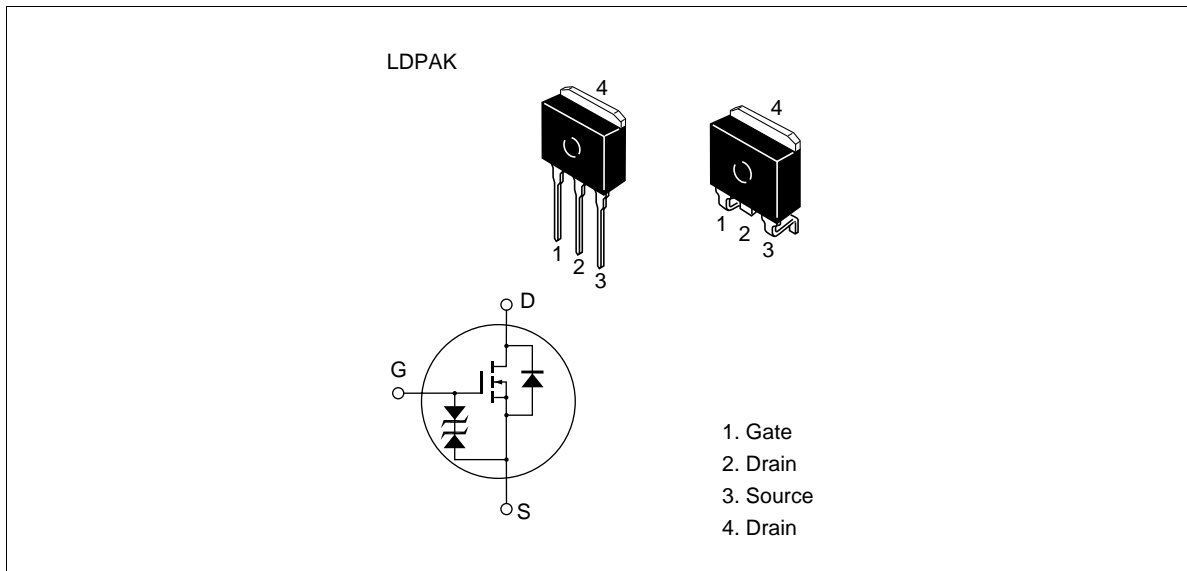 LDPAK
4
4
1
2
3
1
2
3
D
G
S
1. Gate
2. Drain
3. Source
4. Drain